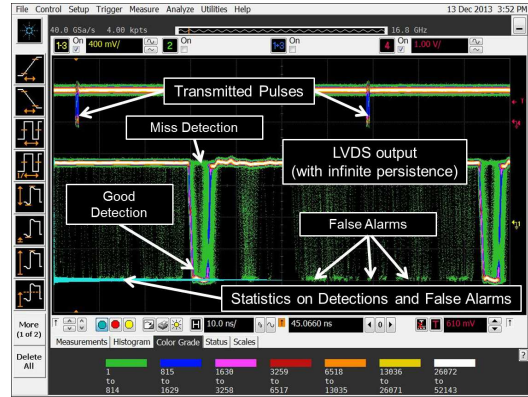 File Control Setup Trigger Measure Analyze Utilities Help 13 Dec 2013 3:52 PM
40.0 GSa/s 4.00 kpts 16.8 GHz
1-3 On 400 mV/ 2 On 1-3 On 4 On 1.00 V/
Transmitted Pulses
Miss Detection
LVDS output
(with infinite persistence)
Good
Detection
False Alarms
Statistics on Detections and False Alarms
More
(1 of 2)
Delete
All
H 10.0 ns/ 45.0660 ns 0 T 610 mV
Measurements Histogram Color Grade Status Scales
1 815 1630 3259 6518 13036 26072
to to to to to to to
814 1629 3258 6517 13035 26071 52143